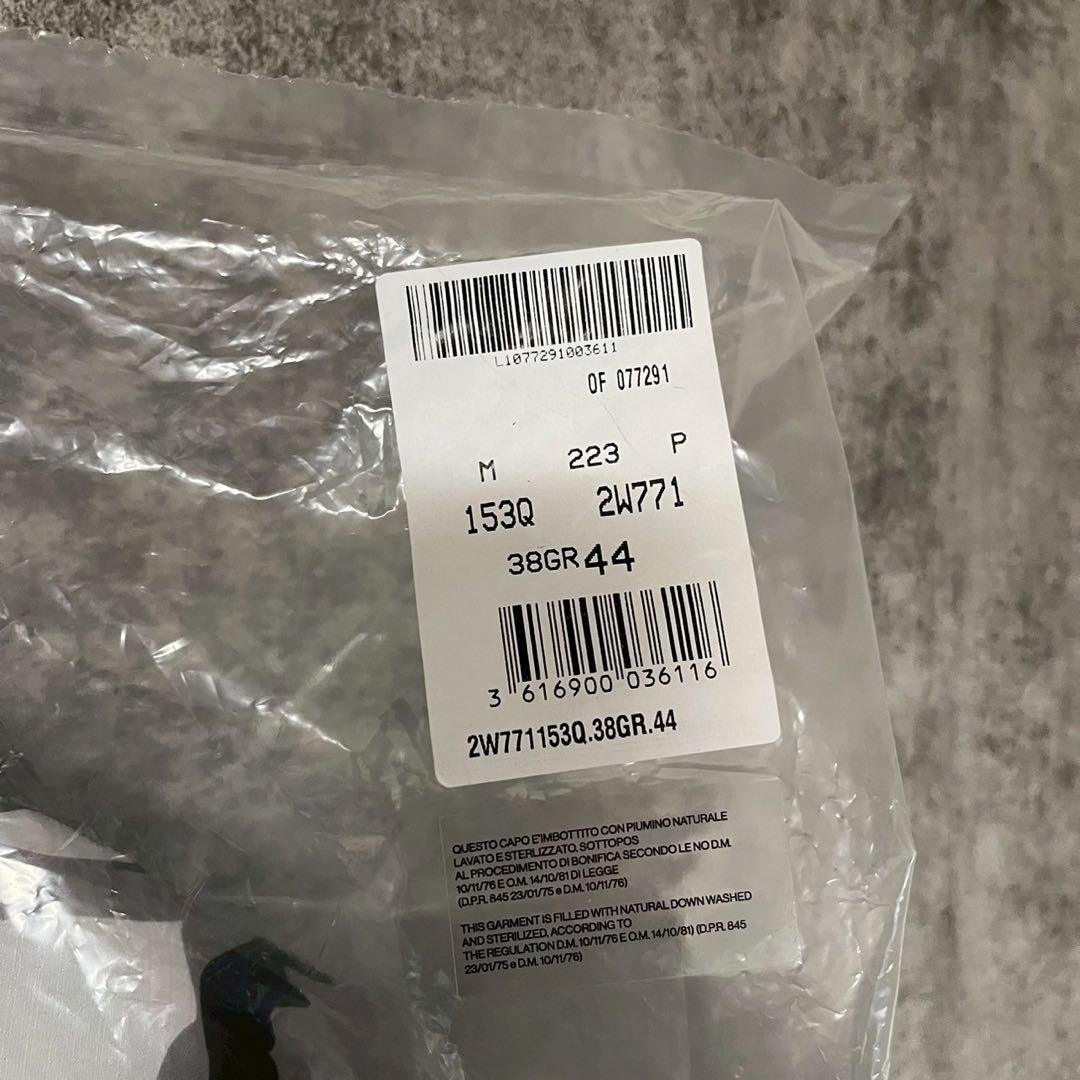 L1077291003611
OF 077291
M 223 P
153Q 2W771
38GR 44
3 616900 036116
2W771153Q.38GR.44
QUESTO CAPO E'IMBOTTITO CON PIUMINO NATURALE
LAVATO E STERLIZZATO. SOTTOPOS
AL PROCEDIMENTO DI BONIFICA SECONDO LE NO D.M.
10/11/76 E O.M. 14/10/81 DI LEGGE
(D.P.R. 845 23/01/75 e D.M. 10/11/76)
THIS GARMENT IS FILLED WITH NATURAL DOWN WASHED
AND STERILIZED, ACCORDING TO
THE REGULATION D.M. 10/11/76 E O.M. 14/10/81) (D.P.R. 845
23/01/75 e D.M. 10/11/76)